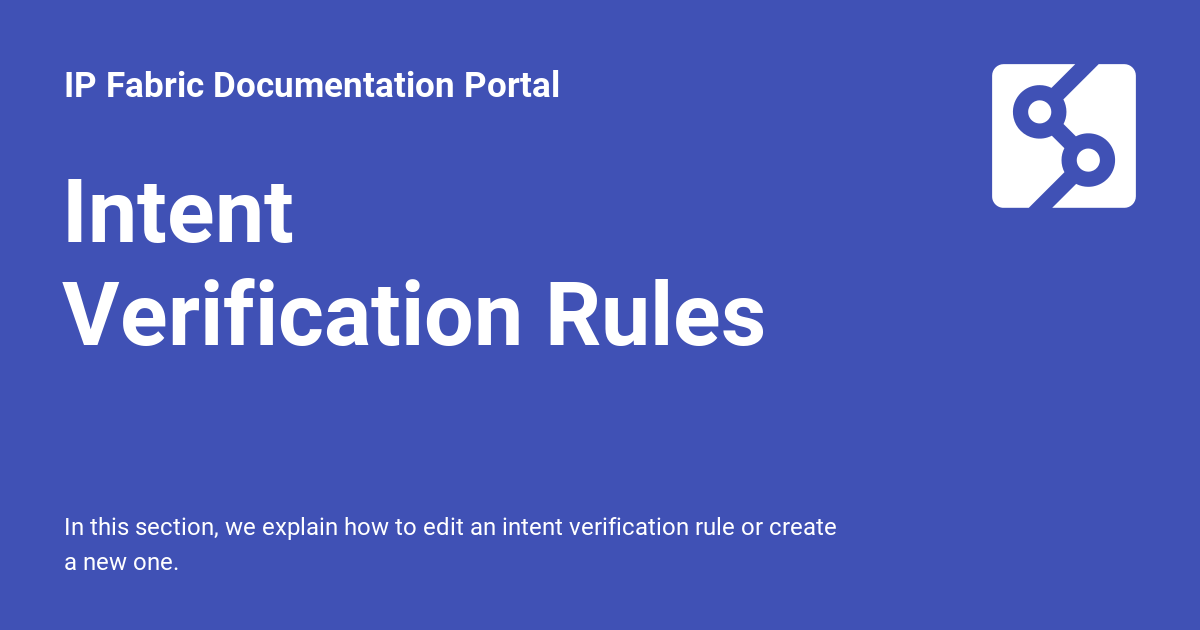 IP Fabric Documentation Portal
Intent
Verification Rules
In this section, we explain how to edit an intent verification rule or create
a new one.